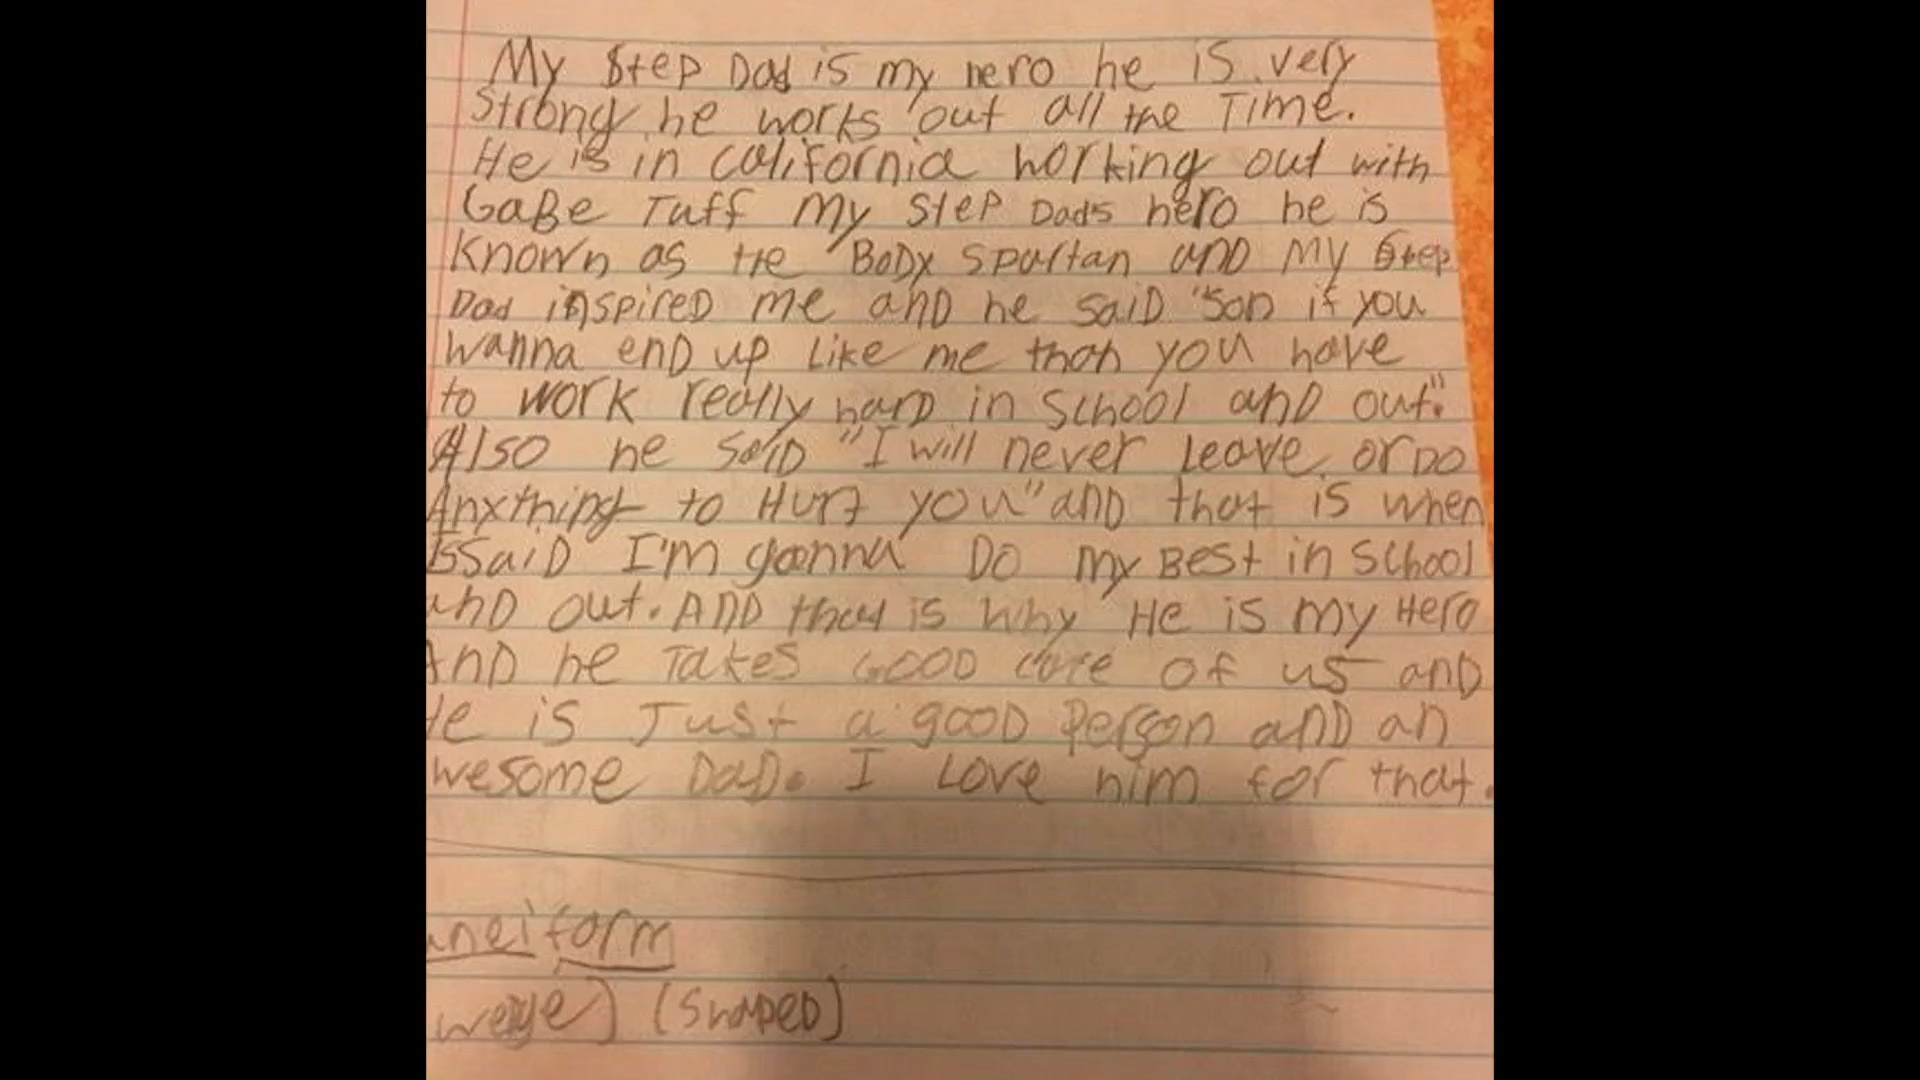 My Step Dad is my hero he is very
Strong he works out all the Time.
He is in california working out with
GaBe Tuff My Step Dad's hero he is
Known as the "BoDy Spartan and My Step
Dad inspireD me and he saiD "Son if you
wanna enD up Like me than you have
to work really harD in School anD out."
Also he SaiD "I will never Leave or Do
Anything to Hurt you" anD that is when
I SaiD I'm goonna Do my Best in School
anD out. AnD that is why He is my Hero
AnD he Takes GOOD care of us anD
He is Just a gooD Person anD an
wesome DaD. I Love him for that.
uneiform
wedge) (ShapeD)